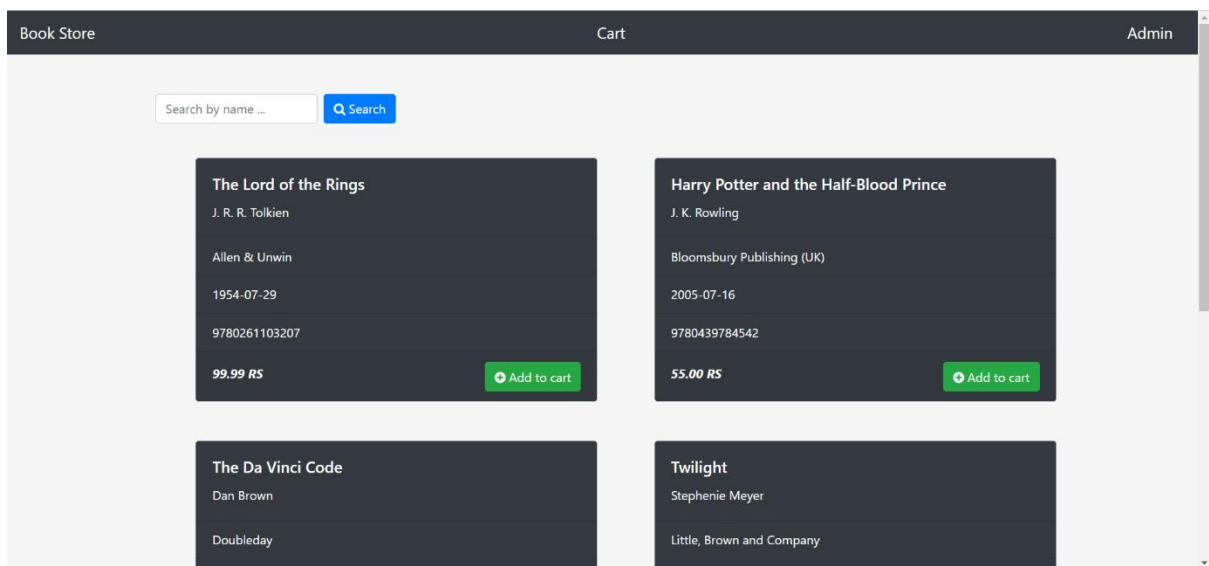 Book Store Cart Admin
Search by name ... Search
The Lord of the Rings
J. R. R. Tolkien
Allen & Unwin
1954-07-29
9780261103207
99.99 RS Add to cart
Harry Potter and the Half-Blood Prince
J. K. Rowling
Bloomsbury Publishing (UK)
2005-07-16
9780439784542
55.00 RS Add to cart
The Da Vinci Code
Dan Brown
Doubleday
Twilight
Stephenie Meyer
Little, Brown and Company